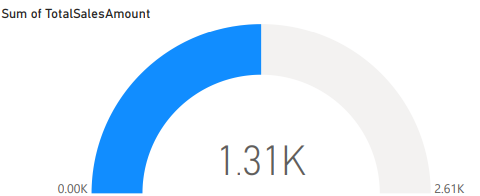 Sum of TotalSalesAmount
1.31K
0.00K
2.61K